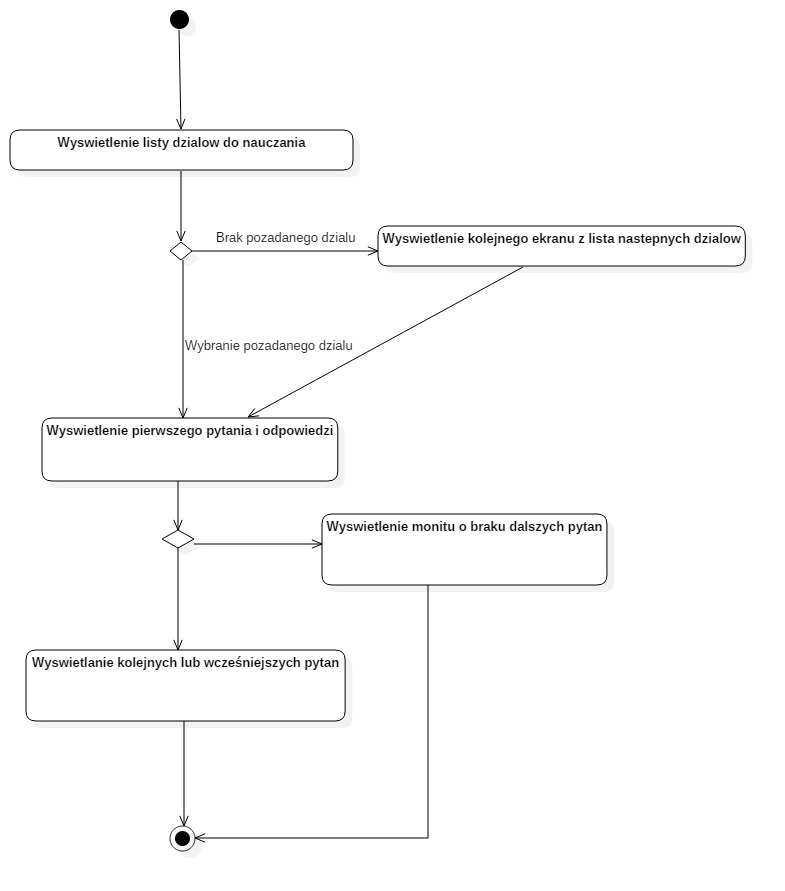 Wyswietlenie listy dzialow do nauczania
Brak pozadanego dzialu
Wyswietlenie kolejnego ekranu z lista nastepnych dzialow
Wybranie pozadanego dzialu
Wyswietlenie pierwszego pytania i odpowiedzi
Wyswietlenie monitu o braku dalszych pytan
Wyswietlanie kolejnych lub wcześniejszych pytan